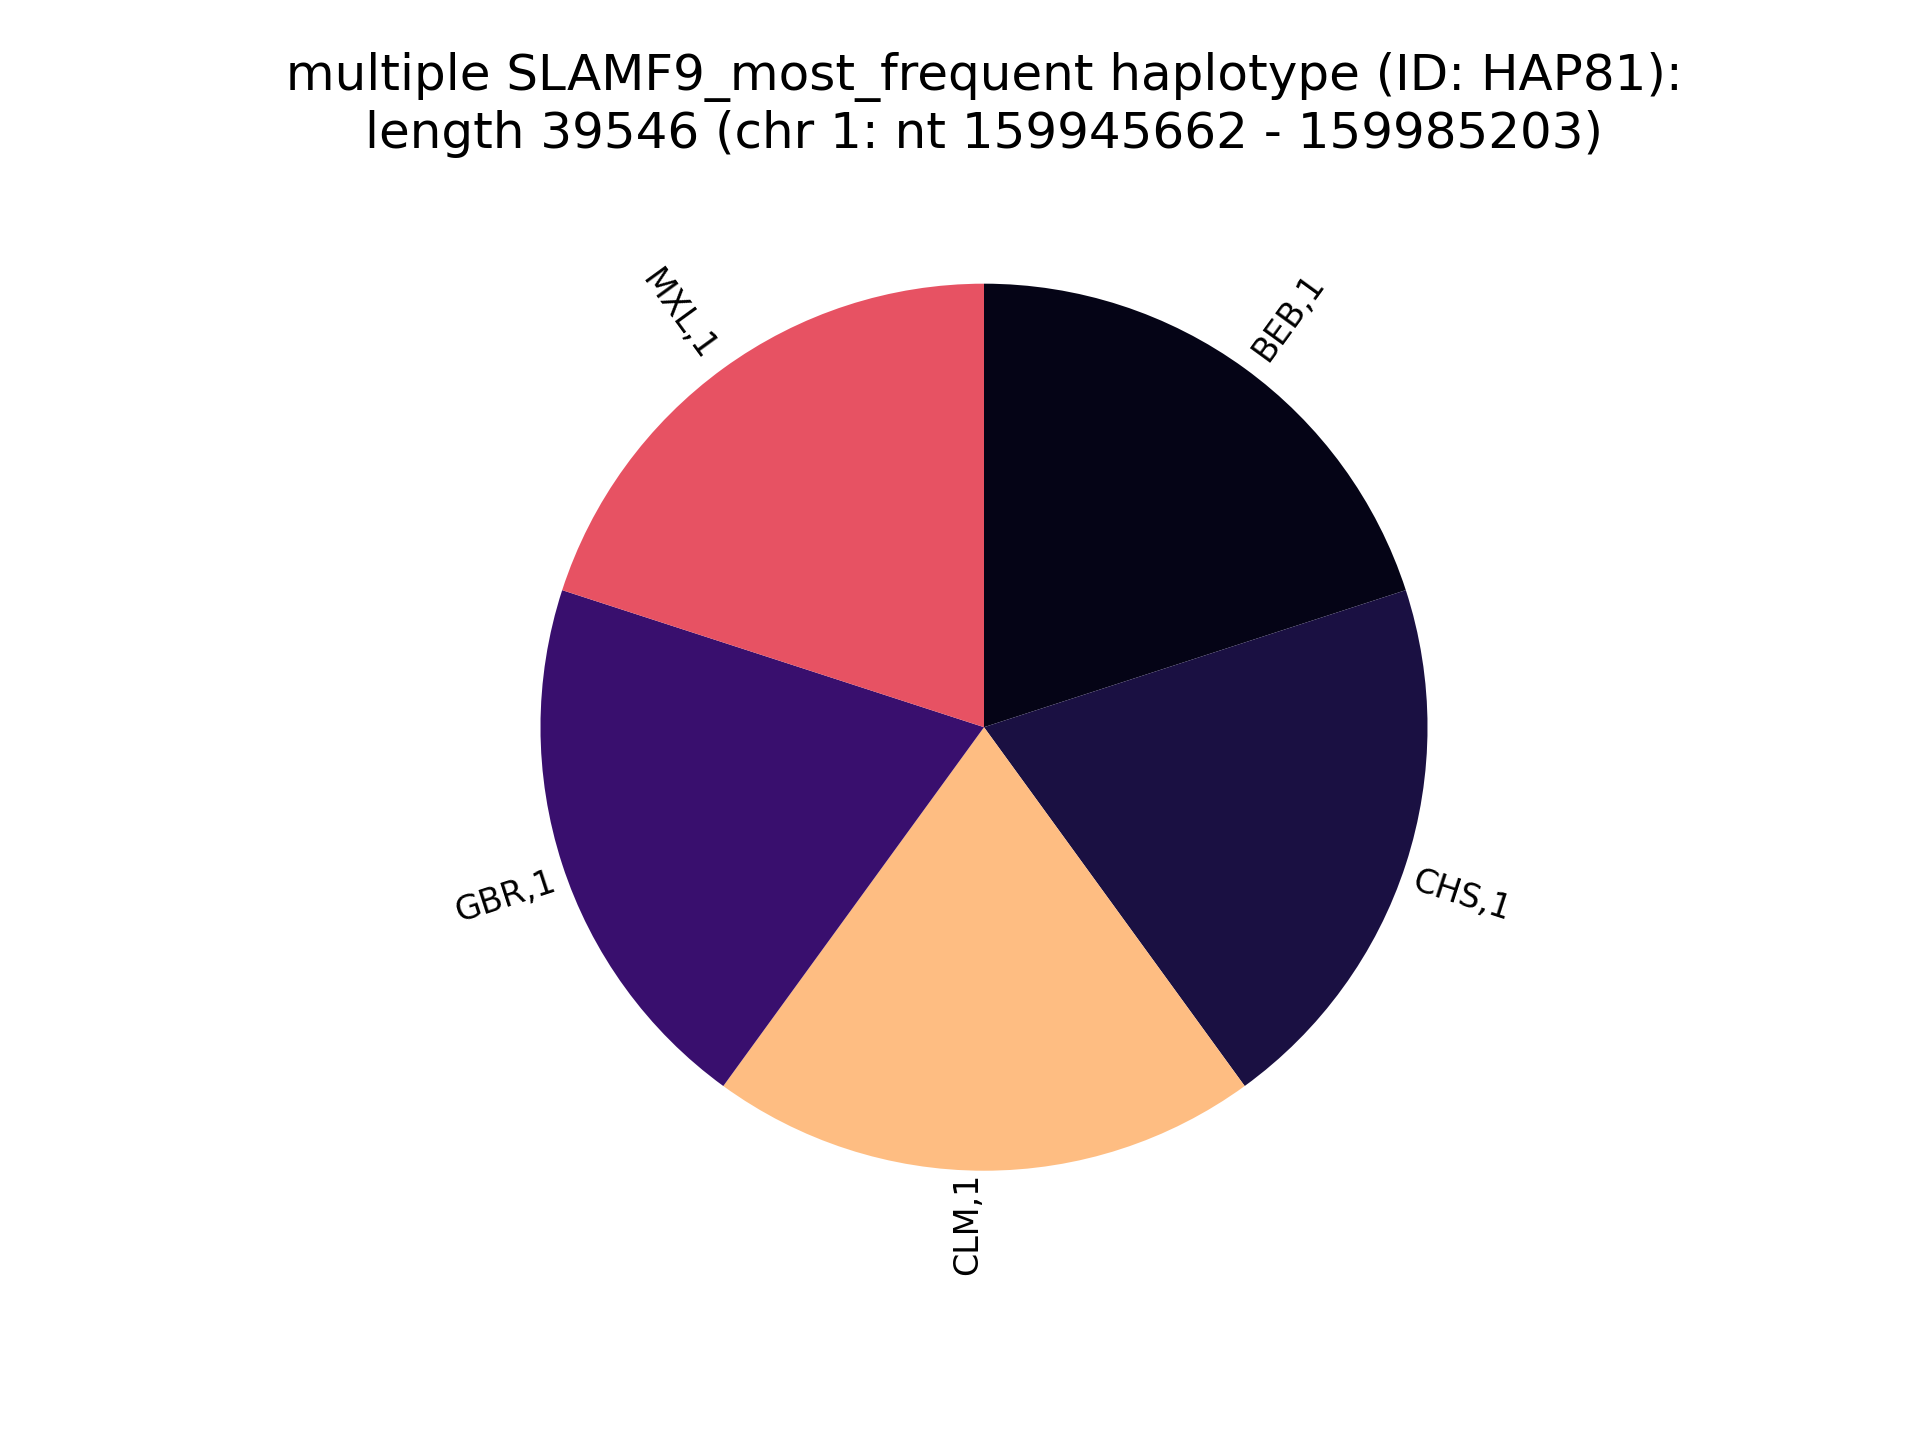 multiple SLAMF9_most_frequent haplotype (ID: HAP81):
length 39546 (chr 1: nt 159945662 - 159985203)
MXL,1
BEB,1
GBR,1
CHS,1
CLM,1